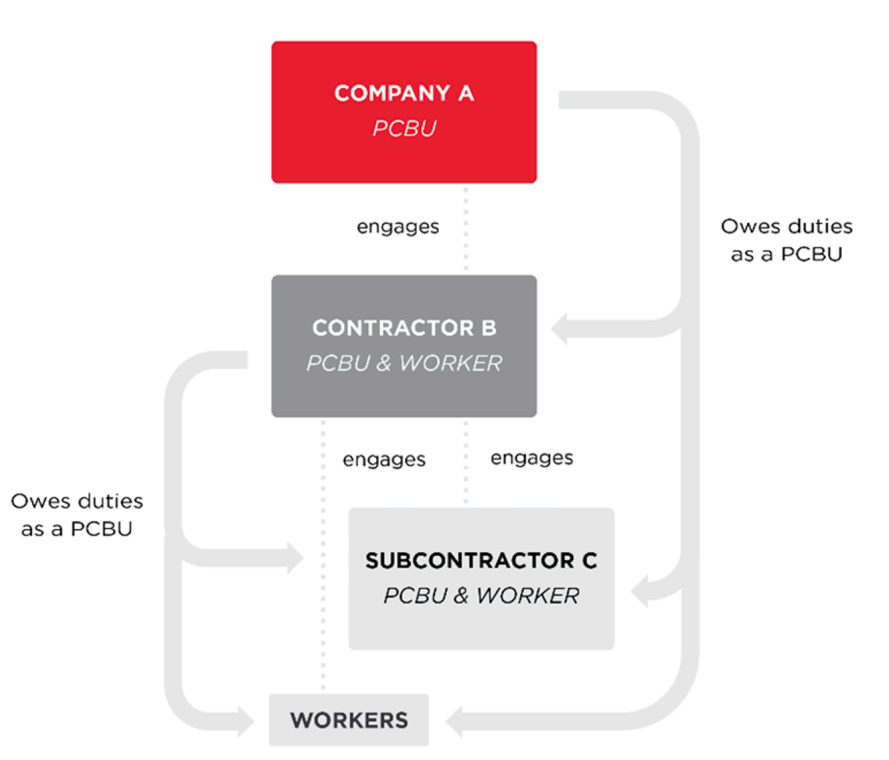 COMPANY A
PCBU
engages
Owes duties
as a PCBU
CONTRACTOR B
PCBU & WORKER
engages
engages
Owes duties
as a PCBU
SUBCONTRACTOR C
PCBU & WORKER
WORKERS